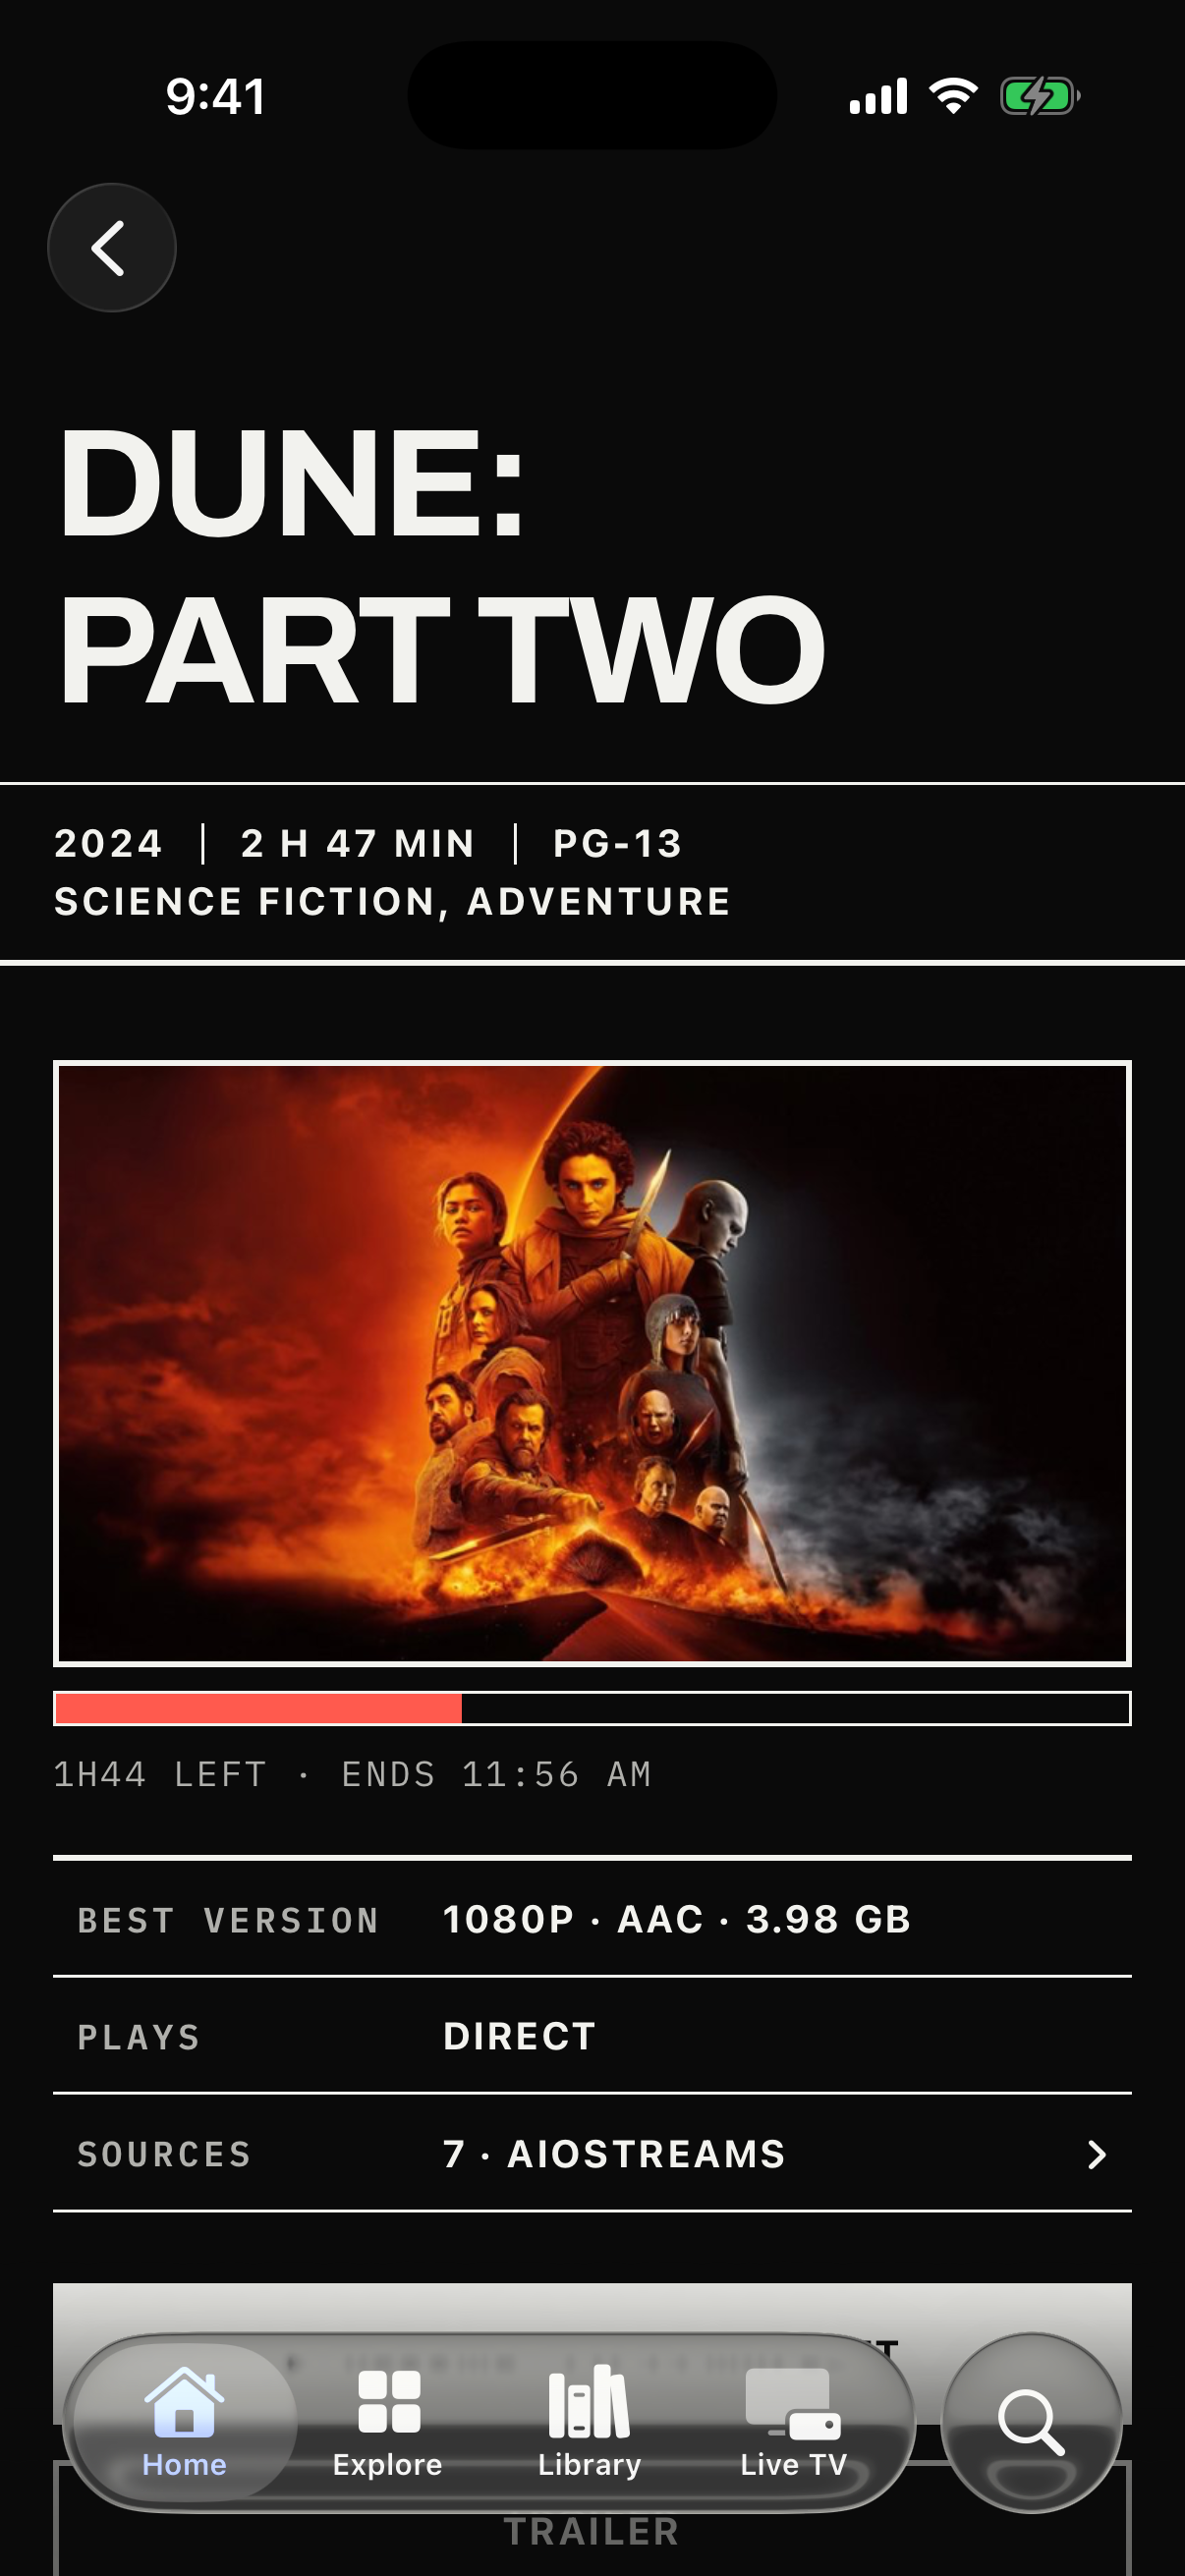 9:41
DUNE:
PART TWO
2024 | 2 H 47 MIN | PG-13
SCIENCE FICTION, ADVENTURE
1H44 LEFT · ENDS 11:56 AM
BEST VERSION 1080P · AAC · 3.98 GB
PLAYS DIRECT
SOURCES 7 · AIOSTREAMS
Home Explore Library Live TV
TRAILER